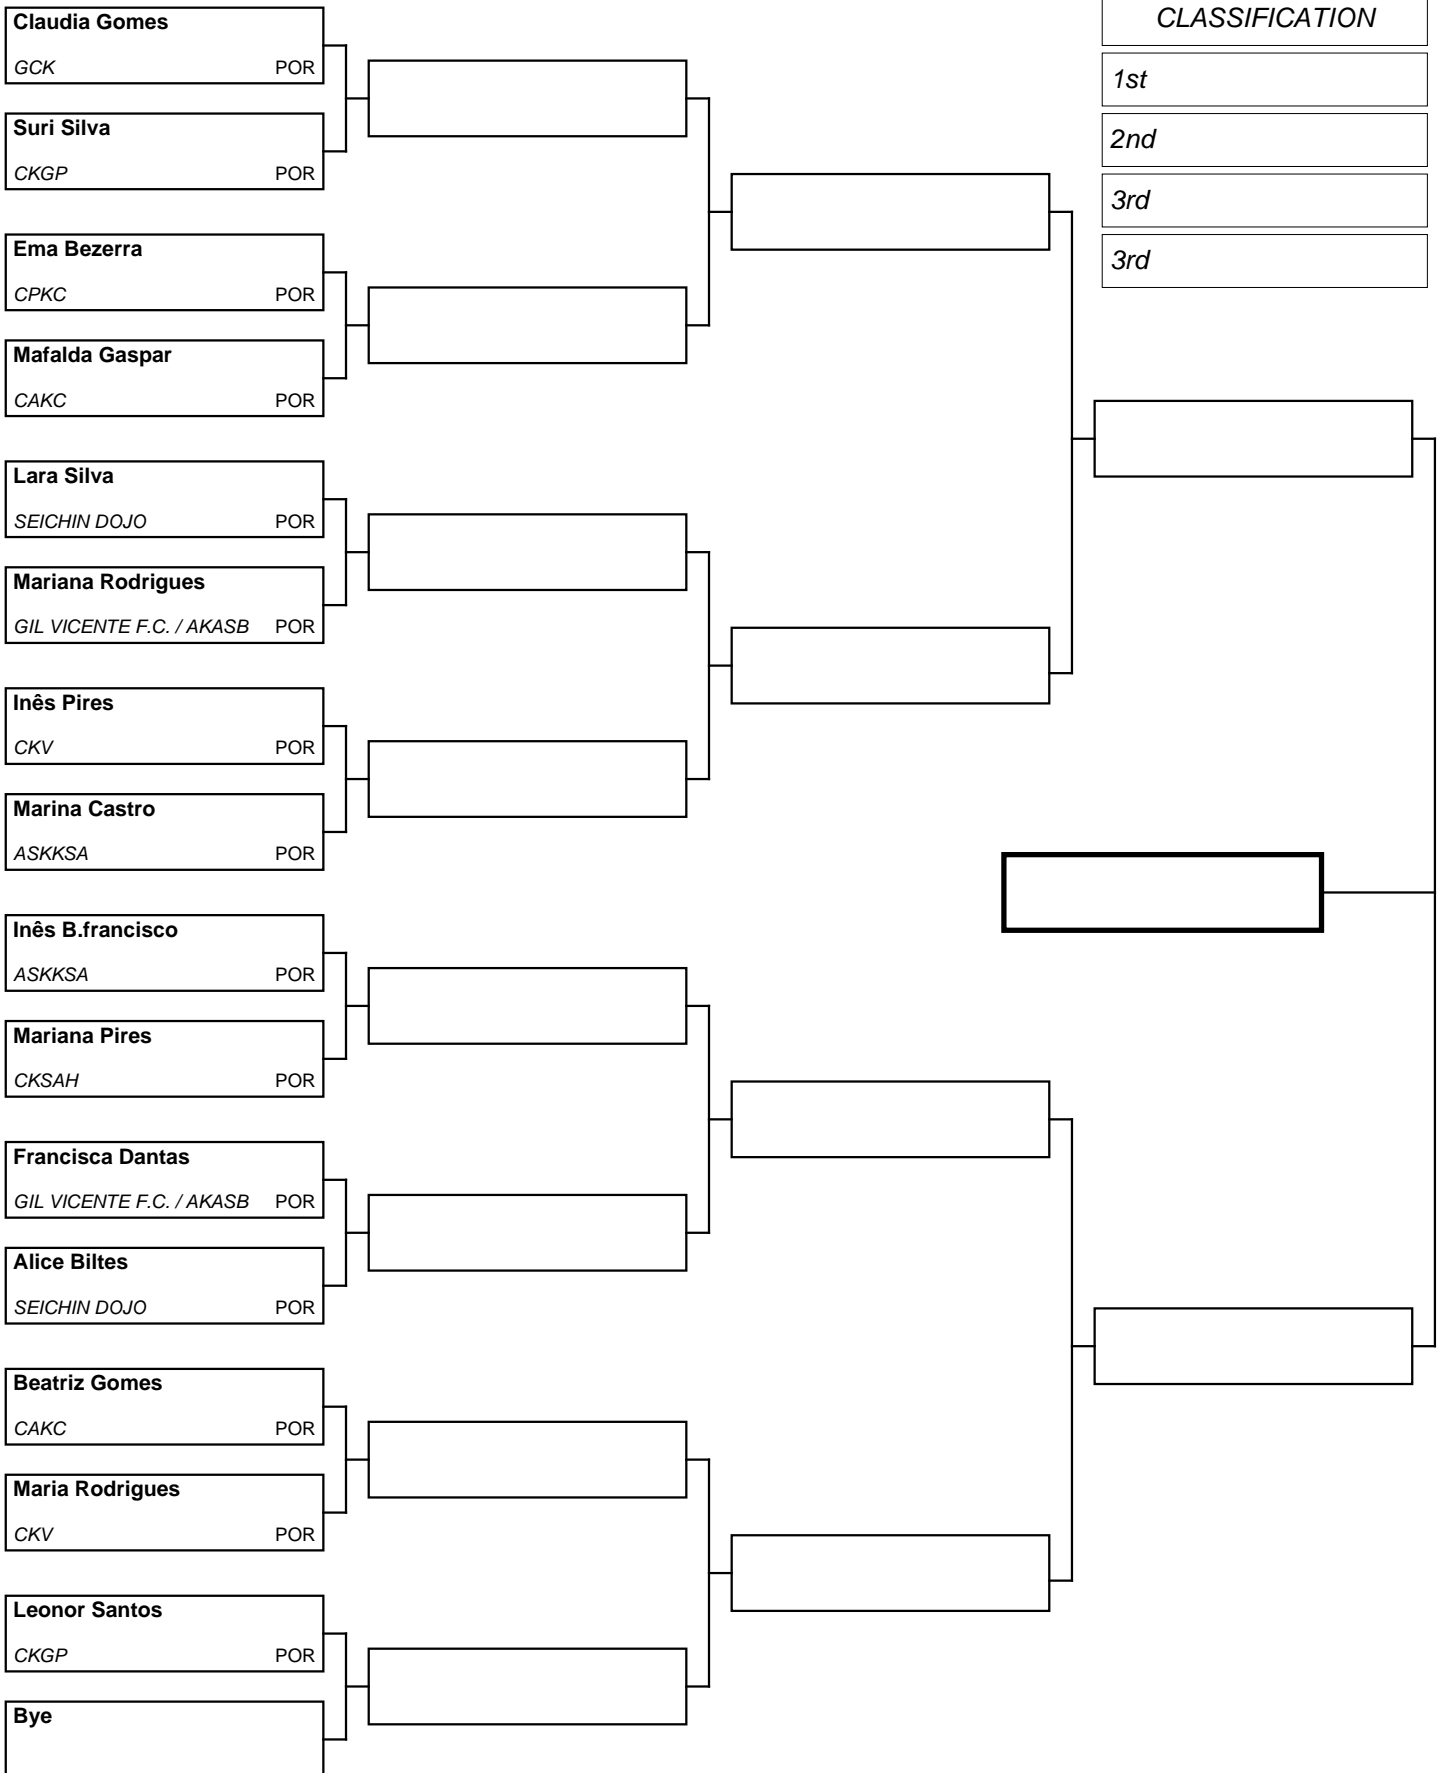 Claudia Gomes
GCK POR
Suri Silva
CKGP POR
Ema Bezerra
CPKC POR
Mafalda Gaspar
CAKC POR
Lara Silva
SEICHIN DOJO POR
Mariana Rodrigues
GIL VICENTE F.C. / AKASB POR
Inês Pires
CKV POR
Marina Castro
ASKKSA POR
Inês B.francisco
ASKKSA POR
Mariana Pires
CKSAH POR
Francisca Dantas
GIL VICENTE F.C. / AKASB POR
Alice Biltes
SEICHIN DOJO POR
Beatriz Gomes
CAKC POR
Maria Rodrigues
CKV POR
Leonor Santos
CKGP POR
Bye
CLASSIFICATION
1st
2nd
3rd
3rd